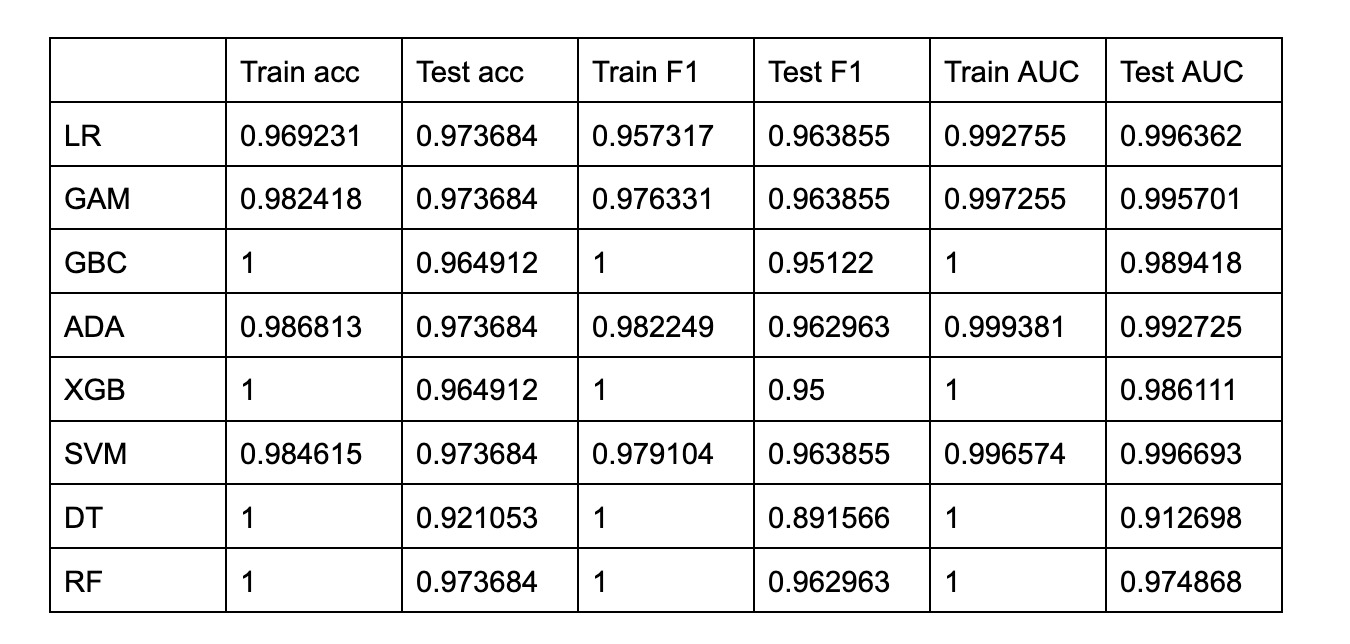 Train acc Test acc Train F1 Test F1 Train AUC Test AUC
LR 0.969231 0.973684 0.957317 0.963855 0.992755 0.996362
GAM 0.982418 0.973684 0.976331 0.963855 0.997255 0.995701
GBC 1 0.964912 1 0.95122 1 0.989418
ADA 0.986813 0.973684 0.982249 0.962963 0.999381 0.992725
XGB 1 0.964912 1 0.95 1 0.986111
SVM 0.984615 0.973684 0.979104 0.963855 0.996574 0.996693
DT 1 0.921053 1 0.891566 1 0.912698
RF 1 0.973684 1 0.962963 1 0.974868